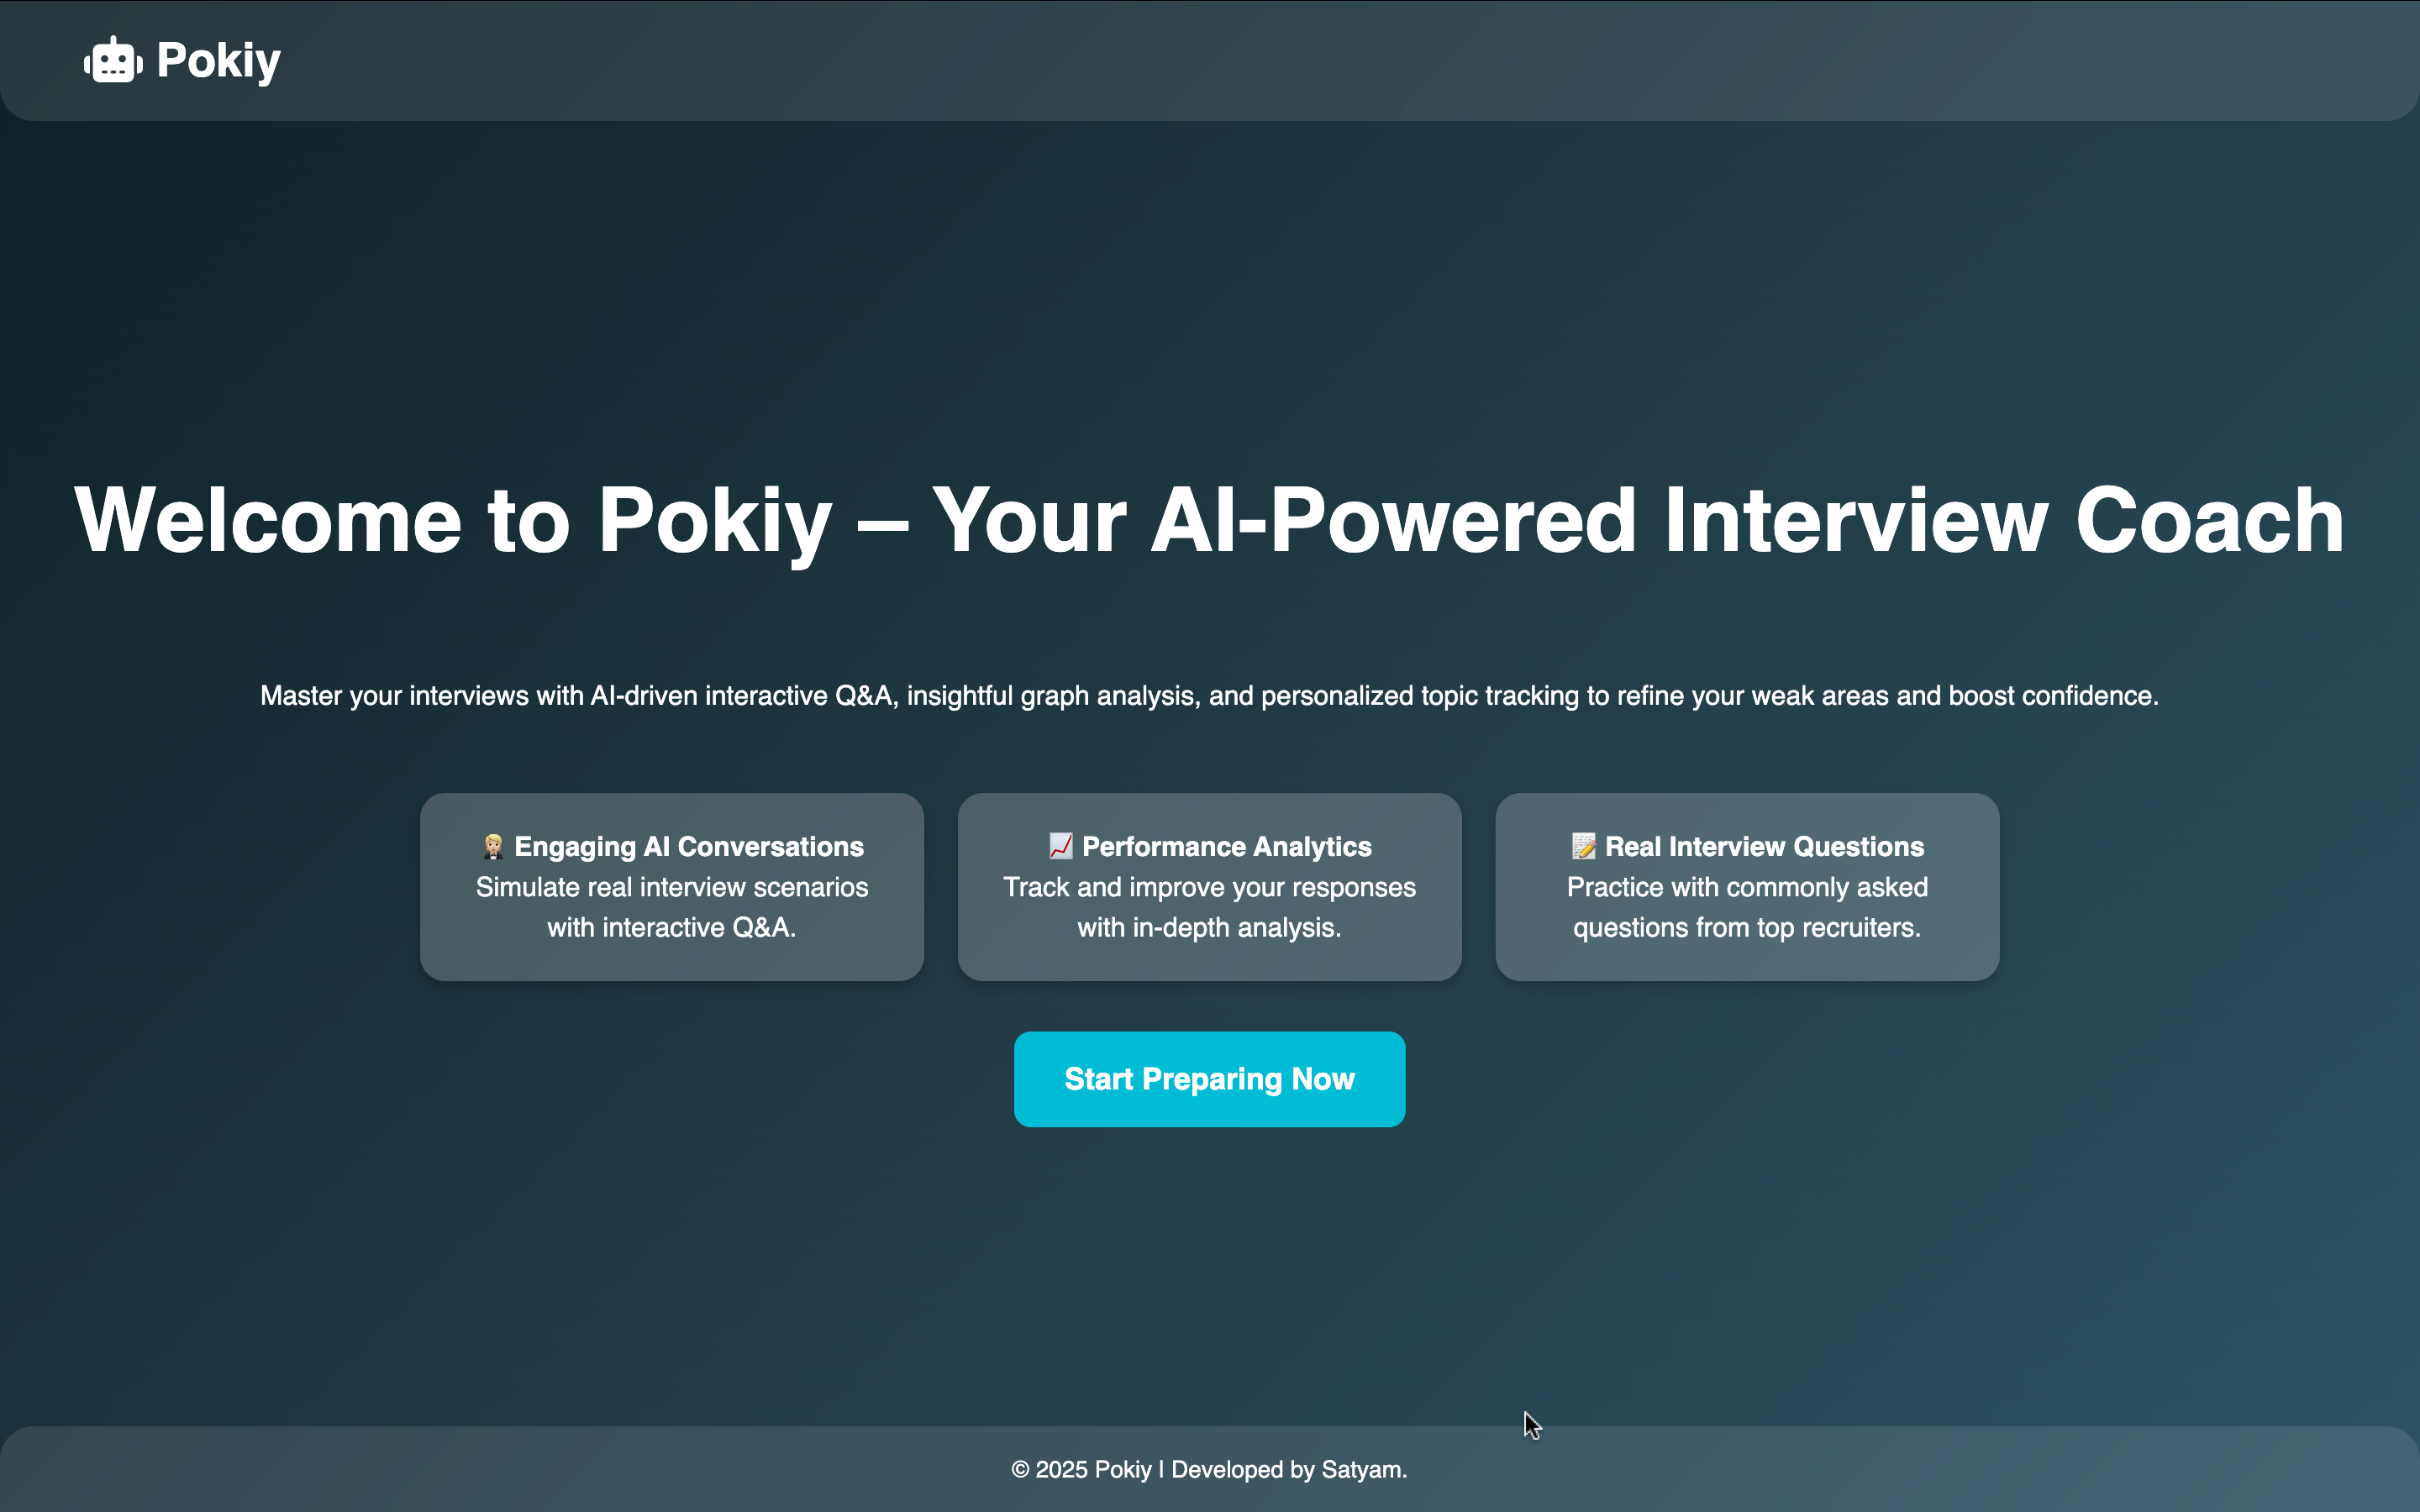 Pokiy
Welcome to Pokiy – Your AI-Powered Interview Coach
Master your interviews with AI-driven interactive Q&A, insightful graph analysis, and personalized topic tracking to refine your weak areas and boost confidence.
Engaging AI Conversations
Simulate real interview scenarios
with interactive Q&A.
Performance Analytics
Track and improve your responses
with in-depth analysis.
Real Interview Questions
Practice with commonly asked
questions from top recruiters.
Start Preparing Now
© 2025 Pokiy | Developed by Satyam.